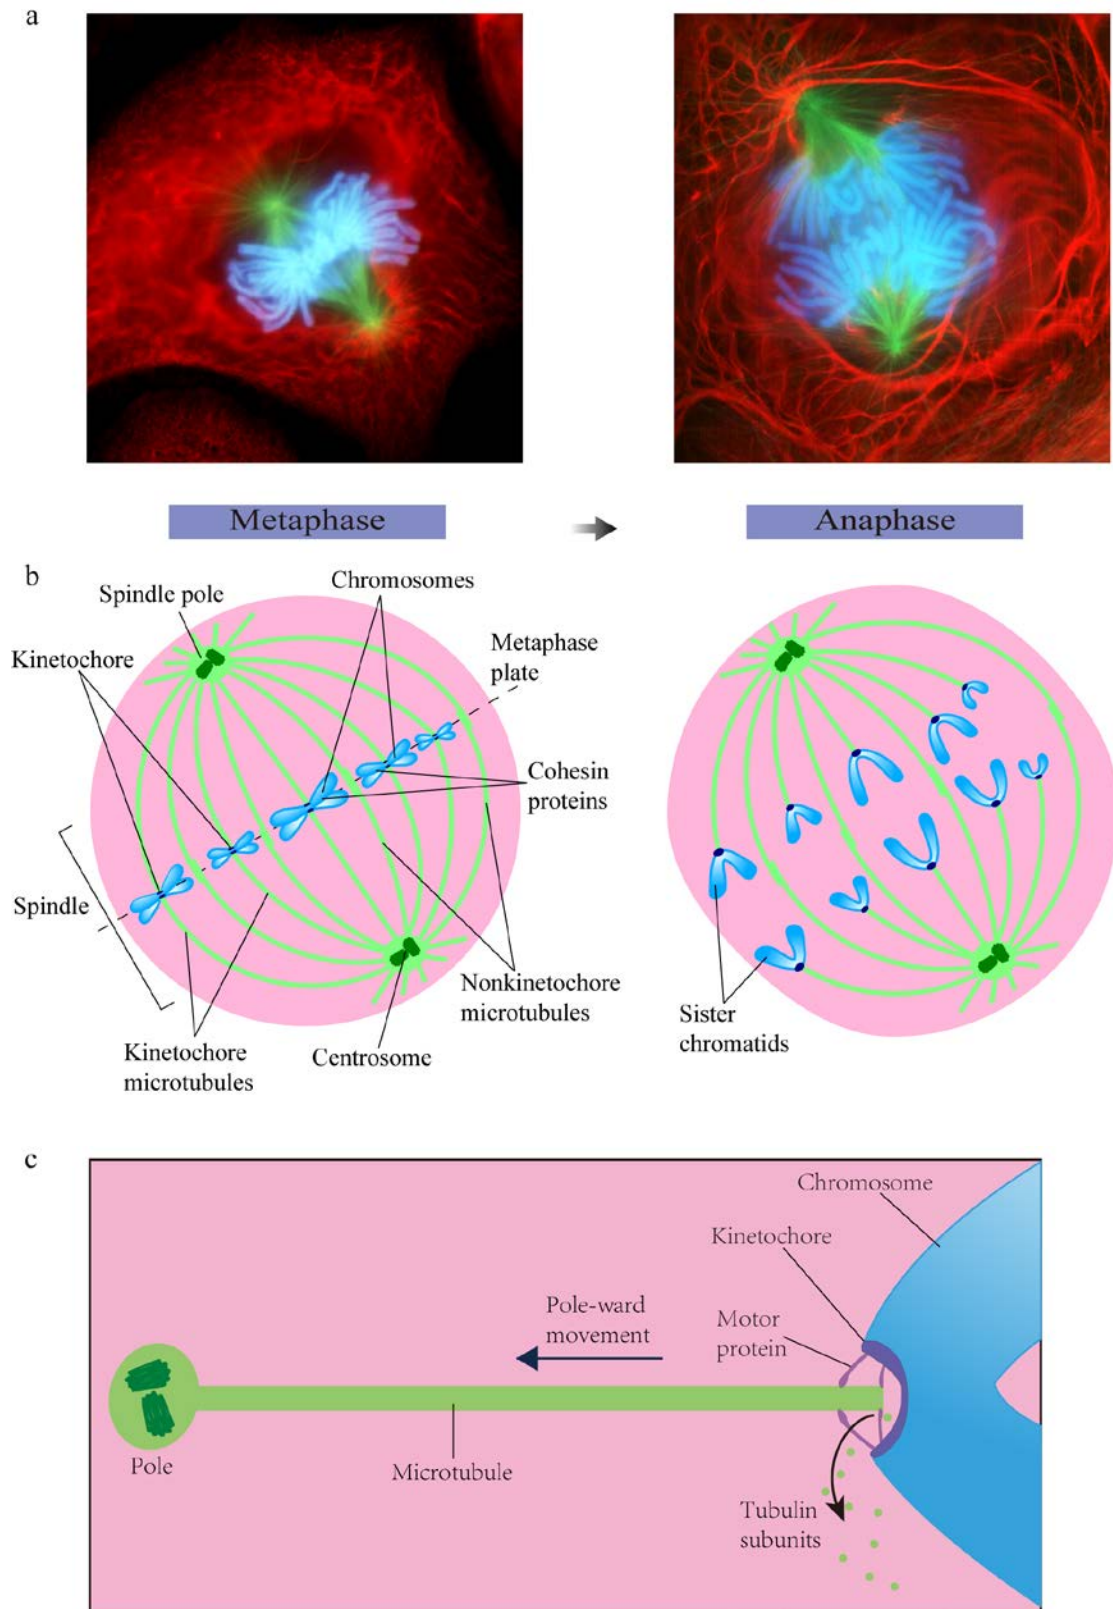 a
Metaphase
Anaphase
b
Spindle pole
Chromosomes
Kinetochore
Metaphase
plate
Cohesin
proteins
Spindle
Nonkinetochore
microtubules
Kinetochore
microtubules
Centrosome
Sister
chromatids
c
Chromosome
Kinetochore
Motor
protein
Pole-ward
movement
Pole
Microtubule
Tubulin
subunits